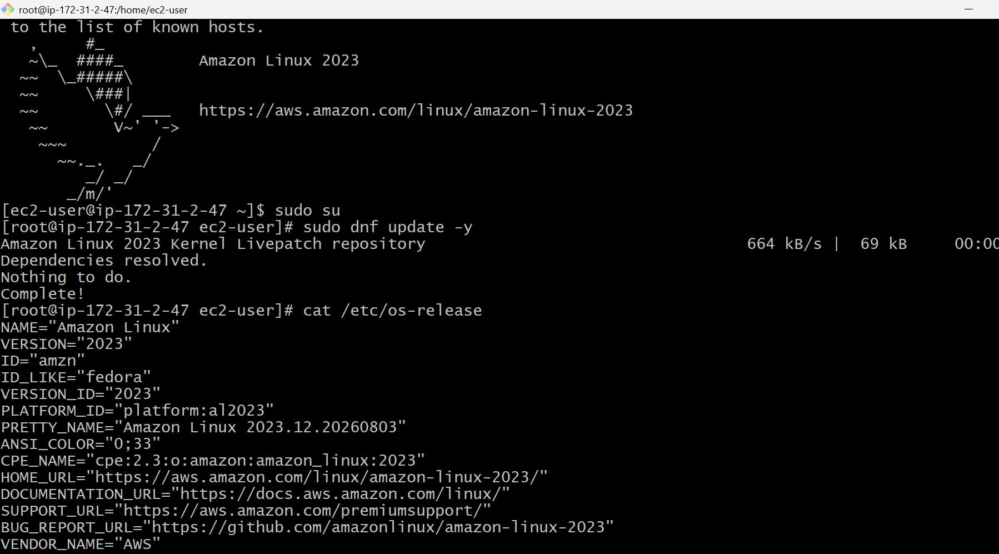 root@ip-172-31-2-47:/home/ec2-user
 to the list of known hosts.
   ,     #_
   ~\_  ####_        Amazon Linux 2023
  ~~  \_#####\
  ~~     \###|
  ~~       \#/ ___   https://aws.amazon.com/linux/amazon-linux-2023
   ~~       V~' '->
    ~~~         /
      ~~._.   _/
         _/ _/
       _/m/'
[ec2-user@ip-172-31-2-47 ~]$ sudo su
[root@ip-172-31-2-47 ec2-user]# sudo dnf update -y
Amazon Linux 2023 Kernel Livepatch repository                                  664 kB/s |  69 kB     00:00
Dependencies resolved.
Nothing to do.
Complete!
[root@ip-172-31-2-47 ec2-user]# cat /etc/os-release
NAME="Amazon Linux"
VERSION="2023"
ID="amzn"
ID_LIKE="fedora"
VERSION_ID="2023"
PLATFORM_ID="platform:al2023"
PRETTY_NAME="Amazon Linux 2023.12.20260803"
ANSI_COLOR="0;33"
CPE_NAME="cpe:2.3:o:amazon:amazon_linux:2023"
HOME_URL="https://aws.amazon.com/linux/amazon-linux-2023/"
DOCUMENTATION_URL="https://docs.aws.amazon.com/linux/"
SUPPORT_URL="https://aws.amazon.com/premiumsupport/"
BUG_REPORT_URL="https://github.com/amazonlinux/amazon-linux-2023"
VENDOR_NAME="AWS"